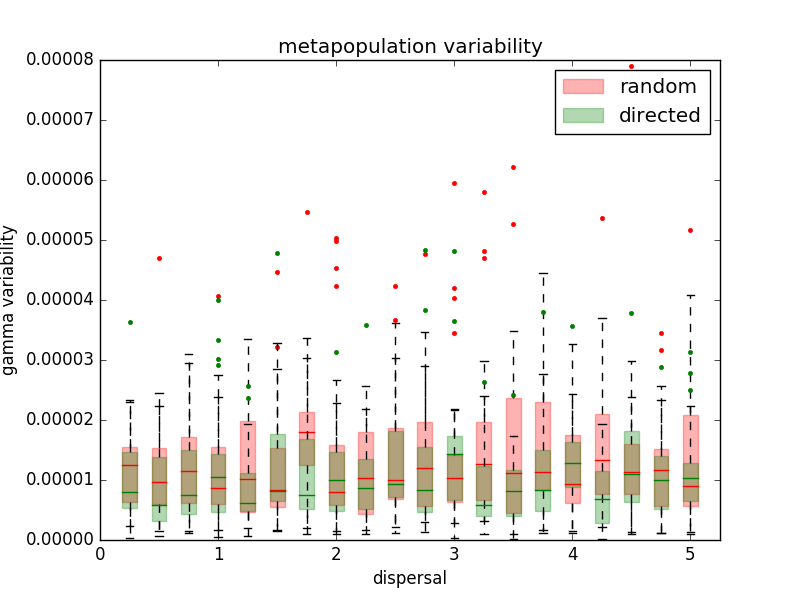 metapopulation variability
random
directed
gamma variability
0.00008
0.00007
0.00006
0.00005
0.00004
0.00003
0.00002
0.00001
0.00000
0 1 2 3 4 5
dispersal